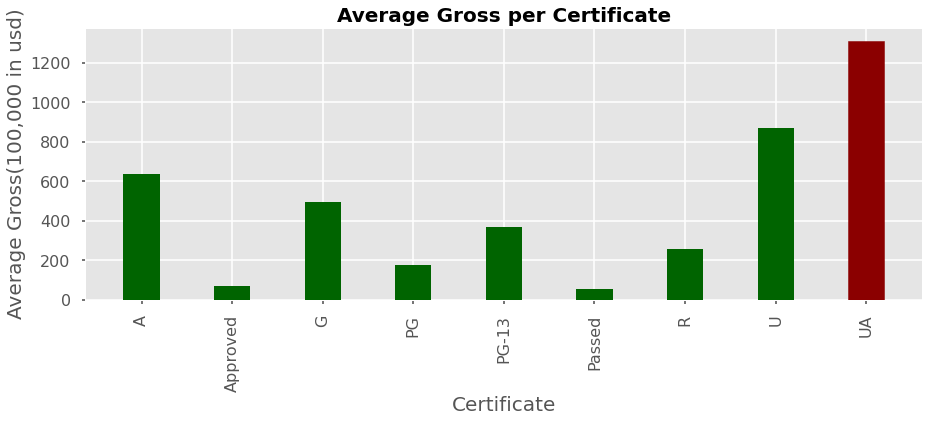 Average Gross per Certificate
Average Gross(100,000 in usd)
1200
1000
800
600
400
200
0
A
Approved
G
PG
PG-13
Passed
R
U
UA
Certificate